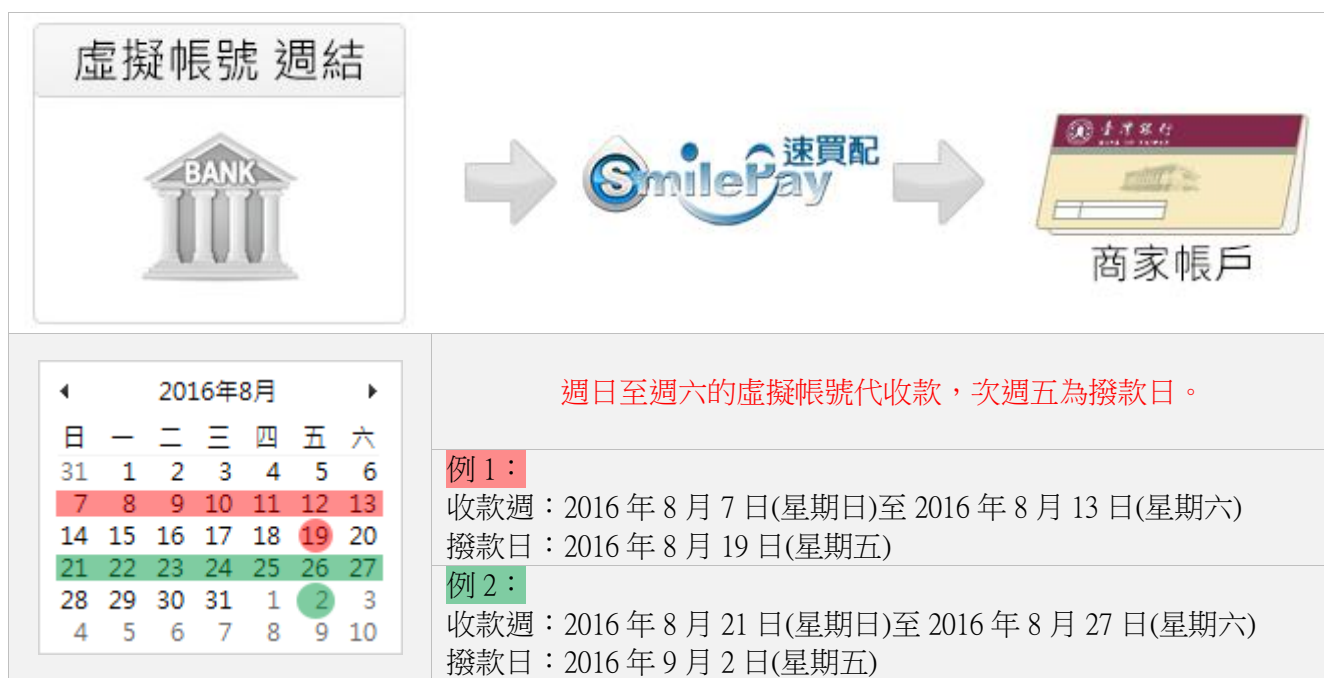 虛擬帳號 週結
BANK
SmilePay
速買配
臺灣銀行
BANK OF TAIWAN
商家帳戶
2016年8月
日 一 二 三 四 五 六
31 1 2 3 4 5 6
7 8 9 10 11 12 13
14 15 16 17 18 19 20
21 22 23 24 25 26 27
28 29 30 31 1 2 3
4 5 6 7 8 9 10
週日至週六的虛擬帳號代收款，次週五為撥款日。
例 1：
收款週：2016 年 8 月 7 日(星期日)至 2016 年 8 月 13 日(星期六)
撥款日：2016 年 8 月 19 日(星期五)
例 2：
收款週：2016 年 8 月 21 日(星期日)至 2016 年 8 月 27 日(星期六)
撥款日：2016 年 9 月 2 日(星期五)